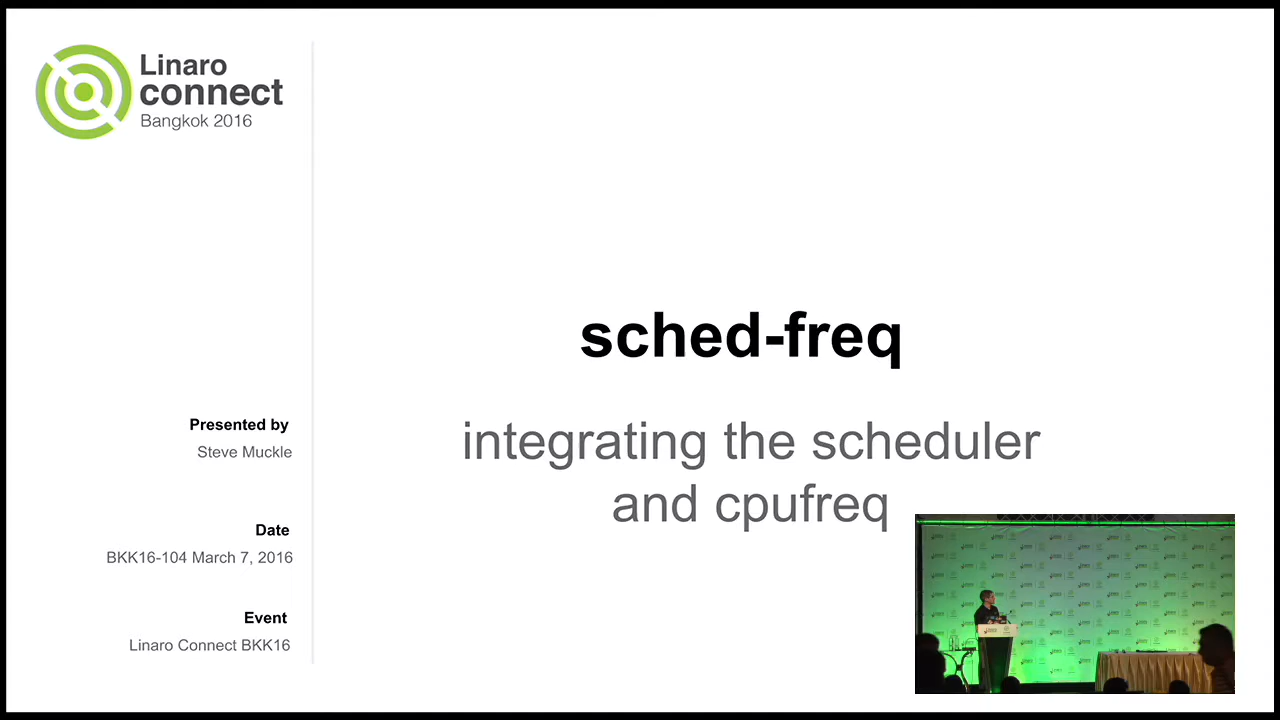 Linaro
connect
Bangkok 2016
sched-freq
integrating the scheduler
and cpufreq
Presented by
Steve Muckle
Date
BKK16-104 March 7, 2016
Event
Linaro Connect BKK16